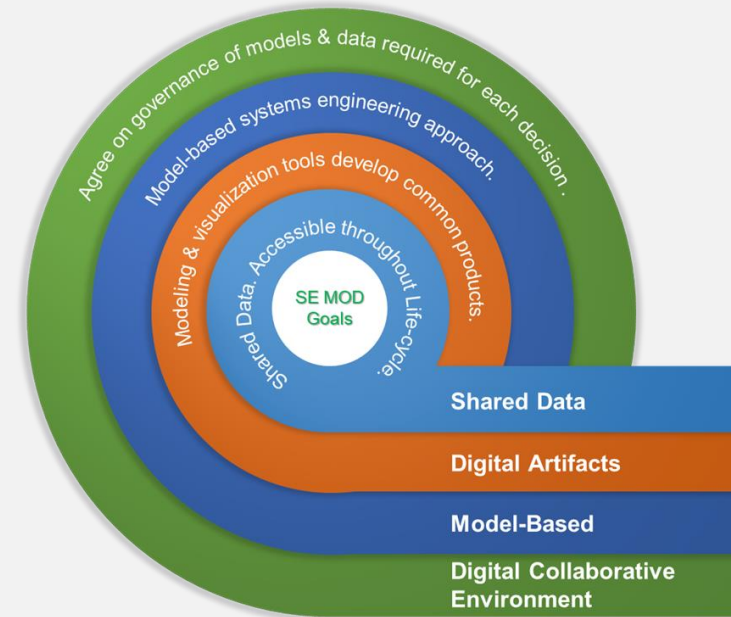 Agree on governance of models & data required for each decision .
Model-based systems engineering approach.
Modeling & visualization tools develop common products.
Shared Data. Accessible throughout Life-cycle.
SE MOD
Goals
Shared Data
Digital Artifacts
Model-Based
Digital Collaborative
Environment